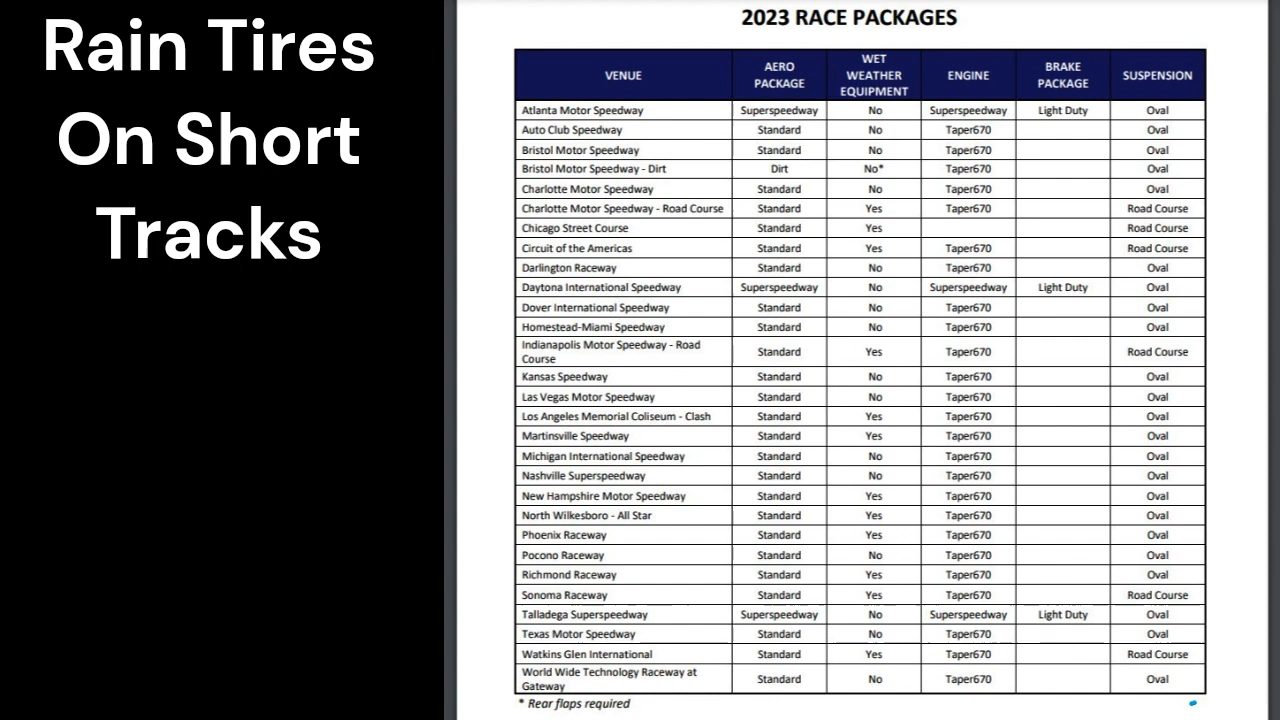 Rain Tires
On Short
Tracks
2023 RACE PACKAGES
VENUE AERO PACKAGE WET WEATHER EQUIPMENT ENGINE BRAKE PACKAGE SUSPENSION
Atlanta Motor Speedway Superspeedway No Superspeedway Light Duty Oval
Auto Club Speedway Standard No Taper670 Oval
Bristol Motor Speedway Standard No Taper670 Oval
Bristol Motor Speedway - Dirt Dirt No* Taper670 Oval
Charlotte Motor Speedway Standard No Taper670 Oval
Charlotte Motor Speedway - Road Course Standard Yes Taper670 Road Course
Chicago Street Course Standard Yes Road Course
Circuit of the Americas Standard Yes Taper670 Road Course
Darlington Raceway Standard No Taper670 Oval
Daytona International Speedway Superspeedway No Superspeedway Light Duty Oval
Dover International Speedway Standard No Taper670 Oval
Homestead-Miami Speedway Standard No Taper670 Oval
Indianapolis Motor Speedway - Road Course Standard Yes Taper670 Road Course
Kansas Speedway Standard No Taper670 Oval
Las Vegas Motor Speedway Standard No Taper670 Oval
Los Angeles Memorial Coliseum - Clash Standard Yes Taper670 Oval
Martinsville Speedway Standard Yes Taper670 Oval
Michigan International Speedway Standard No Taper670 Oval
Nashville Superspeedway Standard No Taper670 Oval
New Hampshire Motor Speedway Standard Yes Taper670 Oval
North Wilkesboro - All Star Standard Yes Taper670 Oval
Phoenix Raceway Standard Yes Taper670 Oval
Pocono Raceway Standard No Taper670 Oval
Richmond Raceway Standard Yes Taper670 Oval
Sonoma Raceway Standard Yes Taper670 Road Course
Talladega Superspeedway Superspeedway No Superspeedway Light Duty Oval
Texas Motor Speedway Standard No Taper670 Oval
Watkins Glen International Standard Yes Taper670 Road Course
World Wide Technology Raceway at Gateway Standard No Taper670 Oval
* Rear flaps required